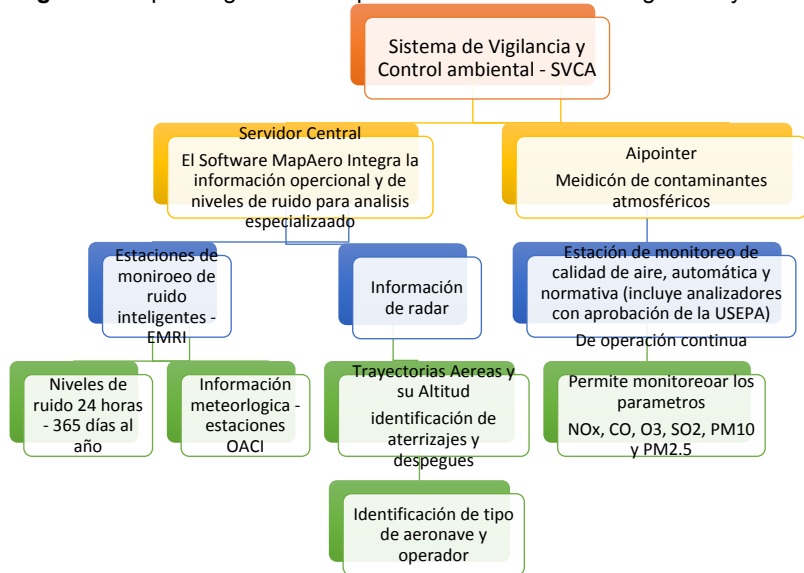 Sistema de Vigilancia y
Control ambiental - SVCA
Servidor Central
El Software MapAero Integra la
información opercional y de
niveles de ruido para analisis
especializaado
Aipointer
Meidicón de contaminantes
atmosféricos
Estaciones de
moniroeo de
ruido
inteligentes -
EMRI
Información
de radar
Estación de monitoreo de
calidad de aire, automática y
normativa (incluye analizadores
con aprobación de la USEPA)
De operación continua
Niveles de
ruido 24 horas
- 365 días al
año
Información
meteorlogica -
estaciones
OACI
Trayectorias Aereas y
su Altitud
identificación de
aterrizajes y
despegues
Permite monitoreoar los
parametros
NOx, CO, O3, SO2, PM10
y PM2.5
Identificación de tipo
de aeronave y
operador